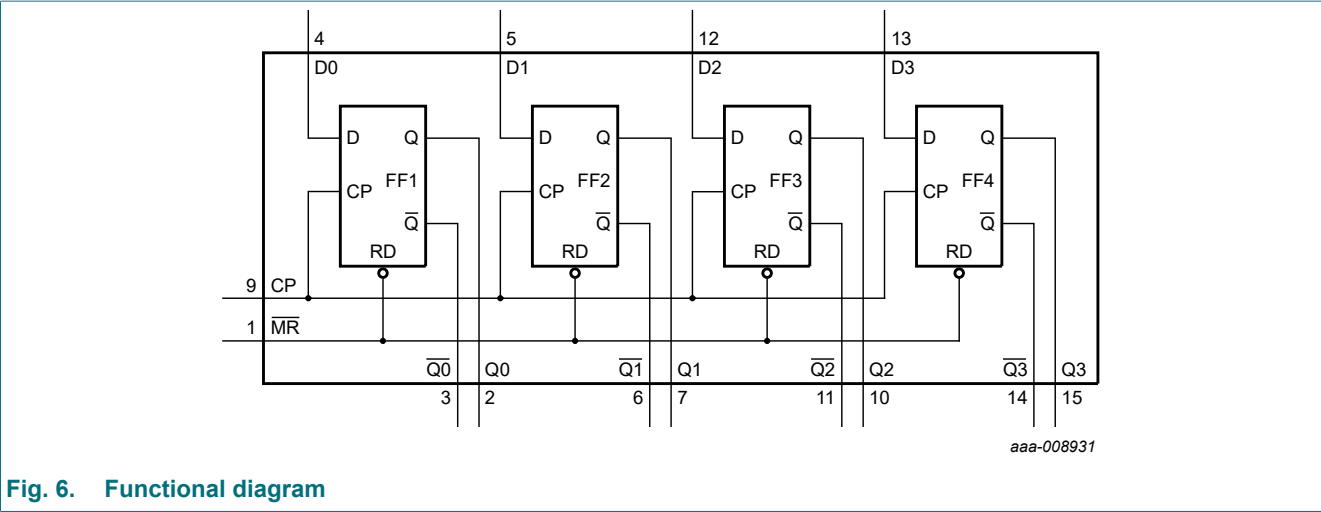 4 5 12 13
D0 D1 D2 D3
D Q D Q D Q D Q
FF1 FF2 FF3 FF4
CP CP CP CP
Q̅ Q̅ Q̅ Q̅
RD RD RD RD
9 CP
1 M̅R̅
Q̅0̅ Q0 Q̅1̅ Q1 Q̅2̅ Q2 Q̅3̅ Q3
3 2 6 7 11 10 14 15
aaa-008931
Fig. 6. Functional diagram